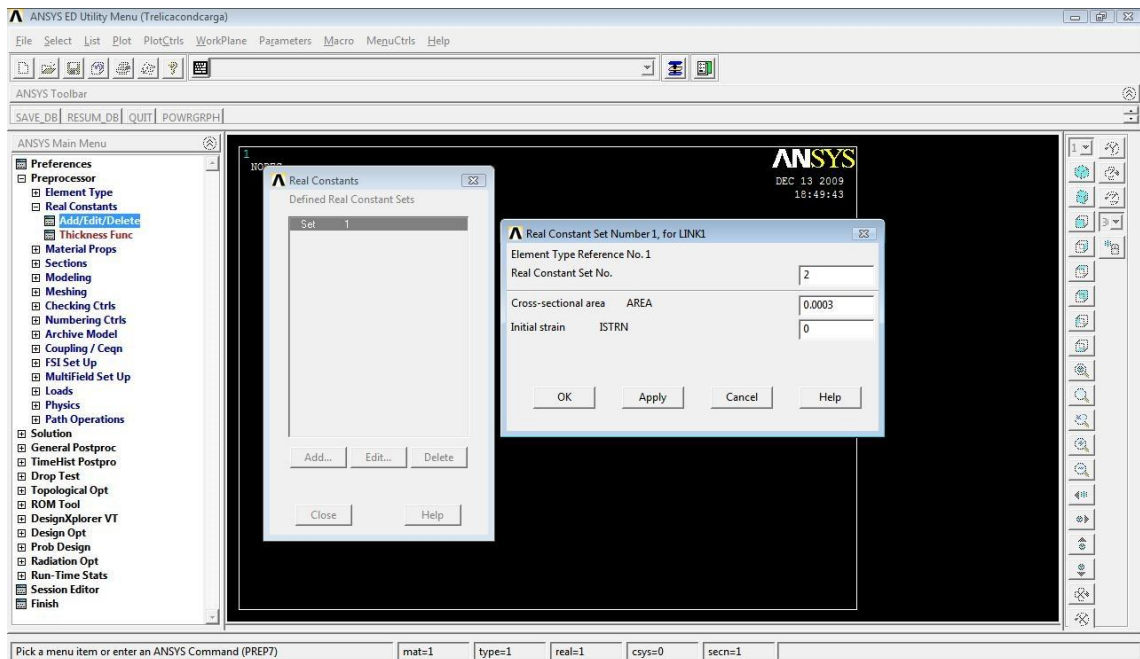 ANSYS ED Utility Menu (Trelicacondcarga)
File Select List Plot PlotCtrls WorkPlane Parameters Macro MenuCtrls Help
ANSYS Toolbar
SAVE_DB RESUM_DB QUIT POWRGRPH
ANSYS Main Menu
Preferences
Preprocessor
Element Type
Real Constants
Add/Edit/Delete
Thickness Func
Material Props
Sections
Modeling
Meshing
Checking Ctrls
Numbering Ctrls
Archive Model
Coupling / Ceqn
FSI Set Up
MultiField Set Up
Loads
Physics
Path Operations
Solution
General Postproc
TimeHist Postpro
Drop Test
Topological Opt
ROM Tool
DesignXplorer VT
Design Opt
Prob Design
Radiation Opt
Run-Time Stats
Session Editor
Finish
1
ANSYS
DEC 13 2009
18:49:43
Real Constants
Defined Real Constant Sets
Set 1
Add... Edit... Delete
Close Help
Real Constant Set Number 1, for LINK1
Element Type Reference No. 1
Real Constant Set No. 2
Cross-sectional area AREA 0.0003
Initial strain ISTRN 0
OK Apply Cancel Help
1
3
Pick a menu item or enter an ANSYS Command (PREP7) mat=1 type=1 real=1 csys=0 secn=1